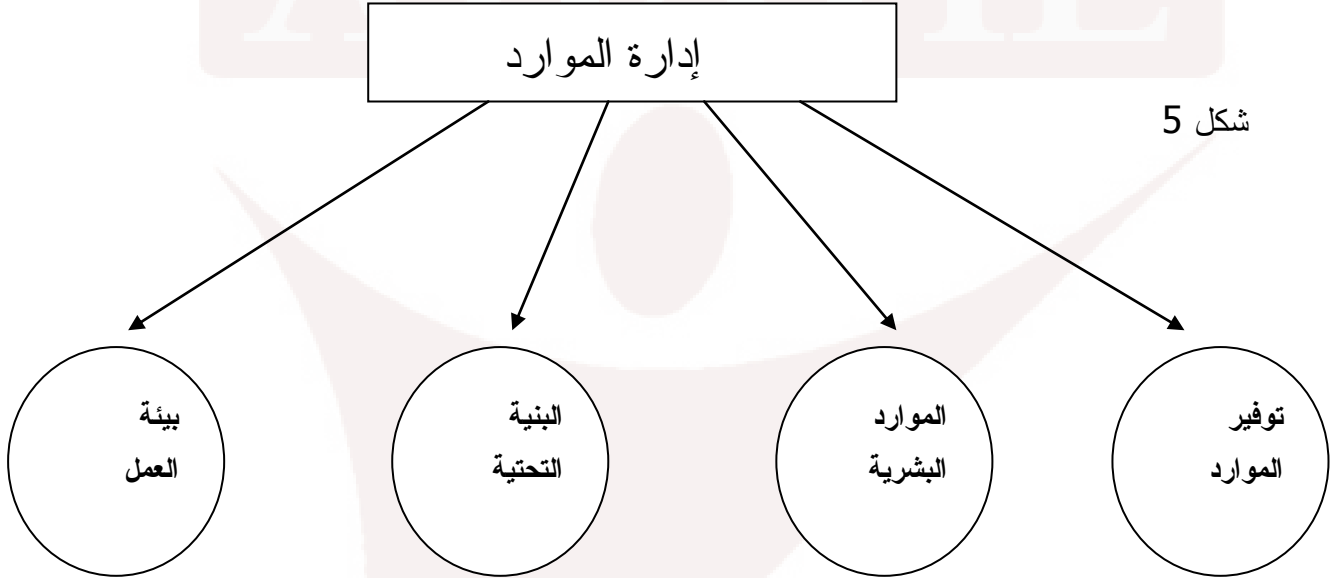 إدارة الموارد
شكل 5
توفير
الموارد
الموارد
البشرية
البنية
التحتية
بيئة
العمل